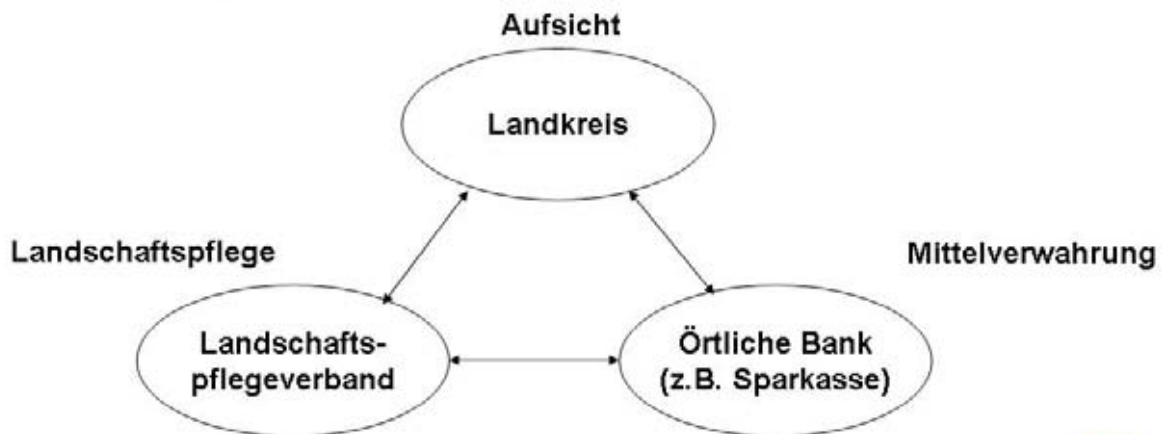 Aufsicht
Landkreis
Landschaftspflege
Mittelverwahrung
Landschafts-
pflegeverband
Örtliche Bank
(z.B. Sparkasse)